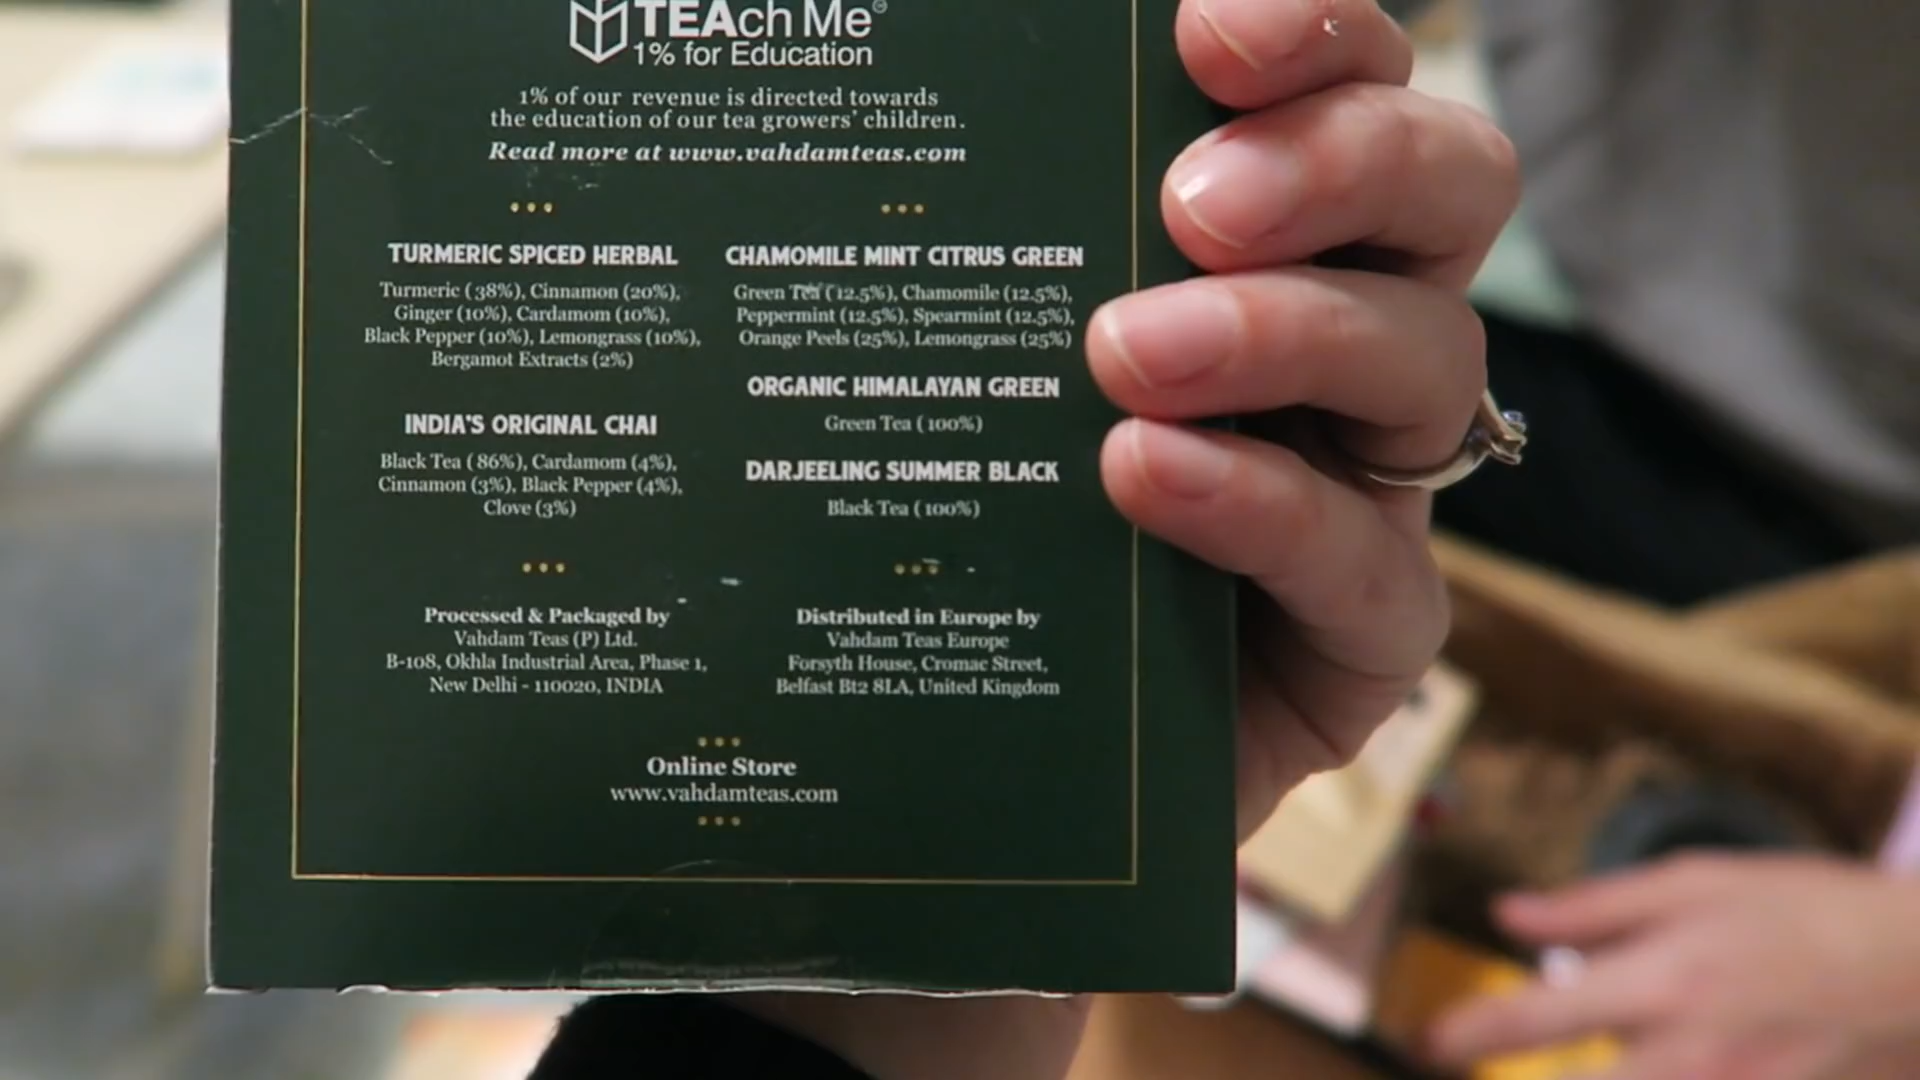 TEAch Me
1% for Education
1% of our revenue is directed towards
the education of our tea growers' children.
Read more at www.vahdamteas.com
TURMERIC SPICED HERBAL
Turmeric (38%), Cinnamon (20%),
Ginger (10%), Cardamom (10%),
Black Pepper (10%), Lemongrass (10%),
Bergamot Extracts (2%)
INDIA'S ORIGINAL CHAI
Black Tea (86%), Cardamom (4%),
Cinnamon (3%), Black Pepper (4%),
Clove (3%)
CHAMOMILE MINT CITRUS GREEN
Green Tea (12.5%), Chamomile (12.5%),
Peppermint (12.5%), Spearmint (12.5%),
Orange Peels (25%), Lemongrass (25%)
ORGANIC HIMALAYAN GREEN
Green Tea (100%)
DARJEELING SUMMER BLACK
Black Tea (100%)
Processed & Packaged by
Vahdam Teas (P) Ltd.
B-108, Okhla Industrial Area, Phase 1,
New Delhi - 110020, INDIA
Distributed in Europe by
Vahdam Teas Europe
Forsyth House, Cromac Street,
Belfast Bt2 8LA, United Kingdom
Online Store
www.vahdamteas.com